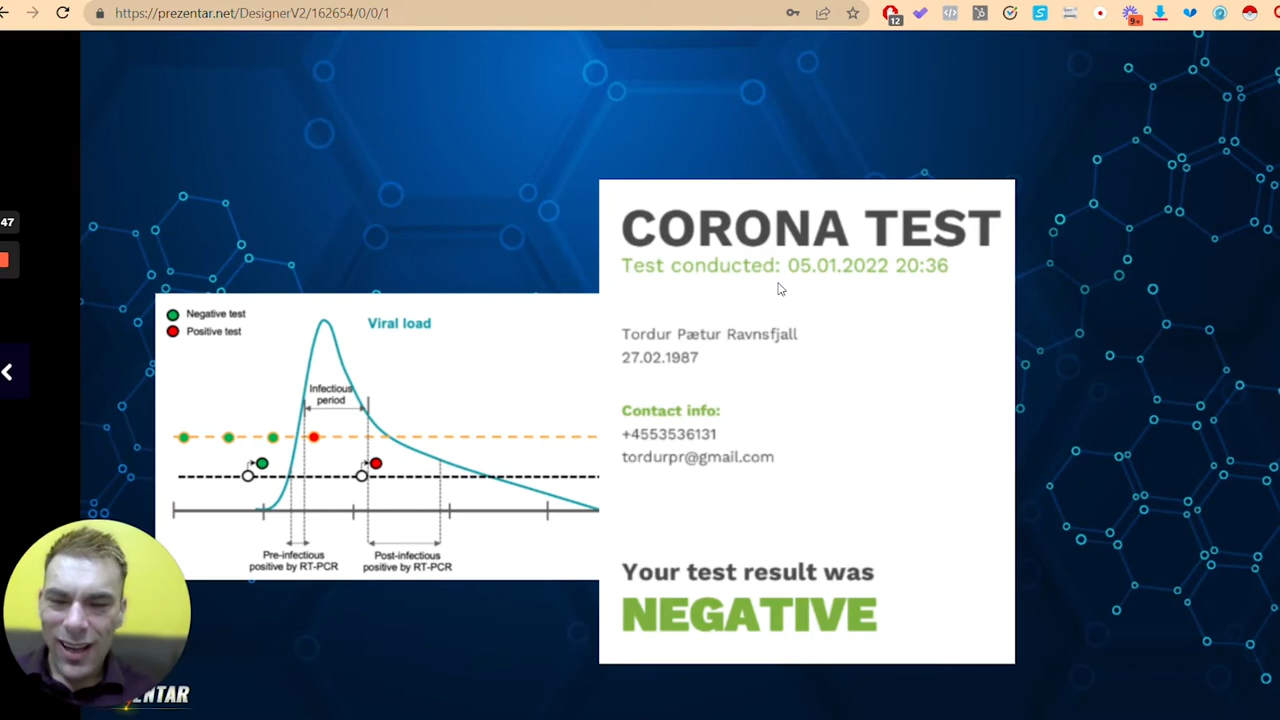 https://prezentar.net/DesignerV2/162654/0/0/1
12
9+
47
CORONA TEST
Test conducted: 05.01.2022 20:36
Tordur Pætur Ravnsfjall
27.02.1987
Contact info:
+4553536131
tordurpr@gmail.com
Your test result was
NEGATIVE
Negative test
Positive test
Viral load
Infectious
period
Pre-infectious
positive by RT-PCR
Post-infectious
positive by RT-PCR
ENTAR